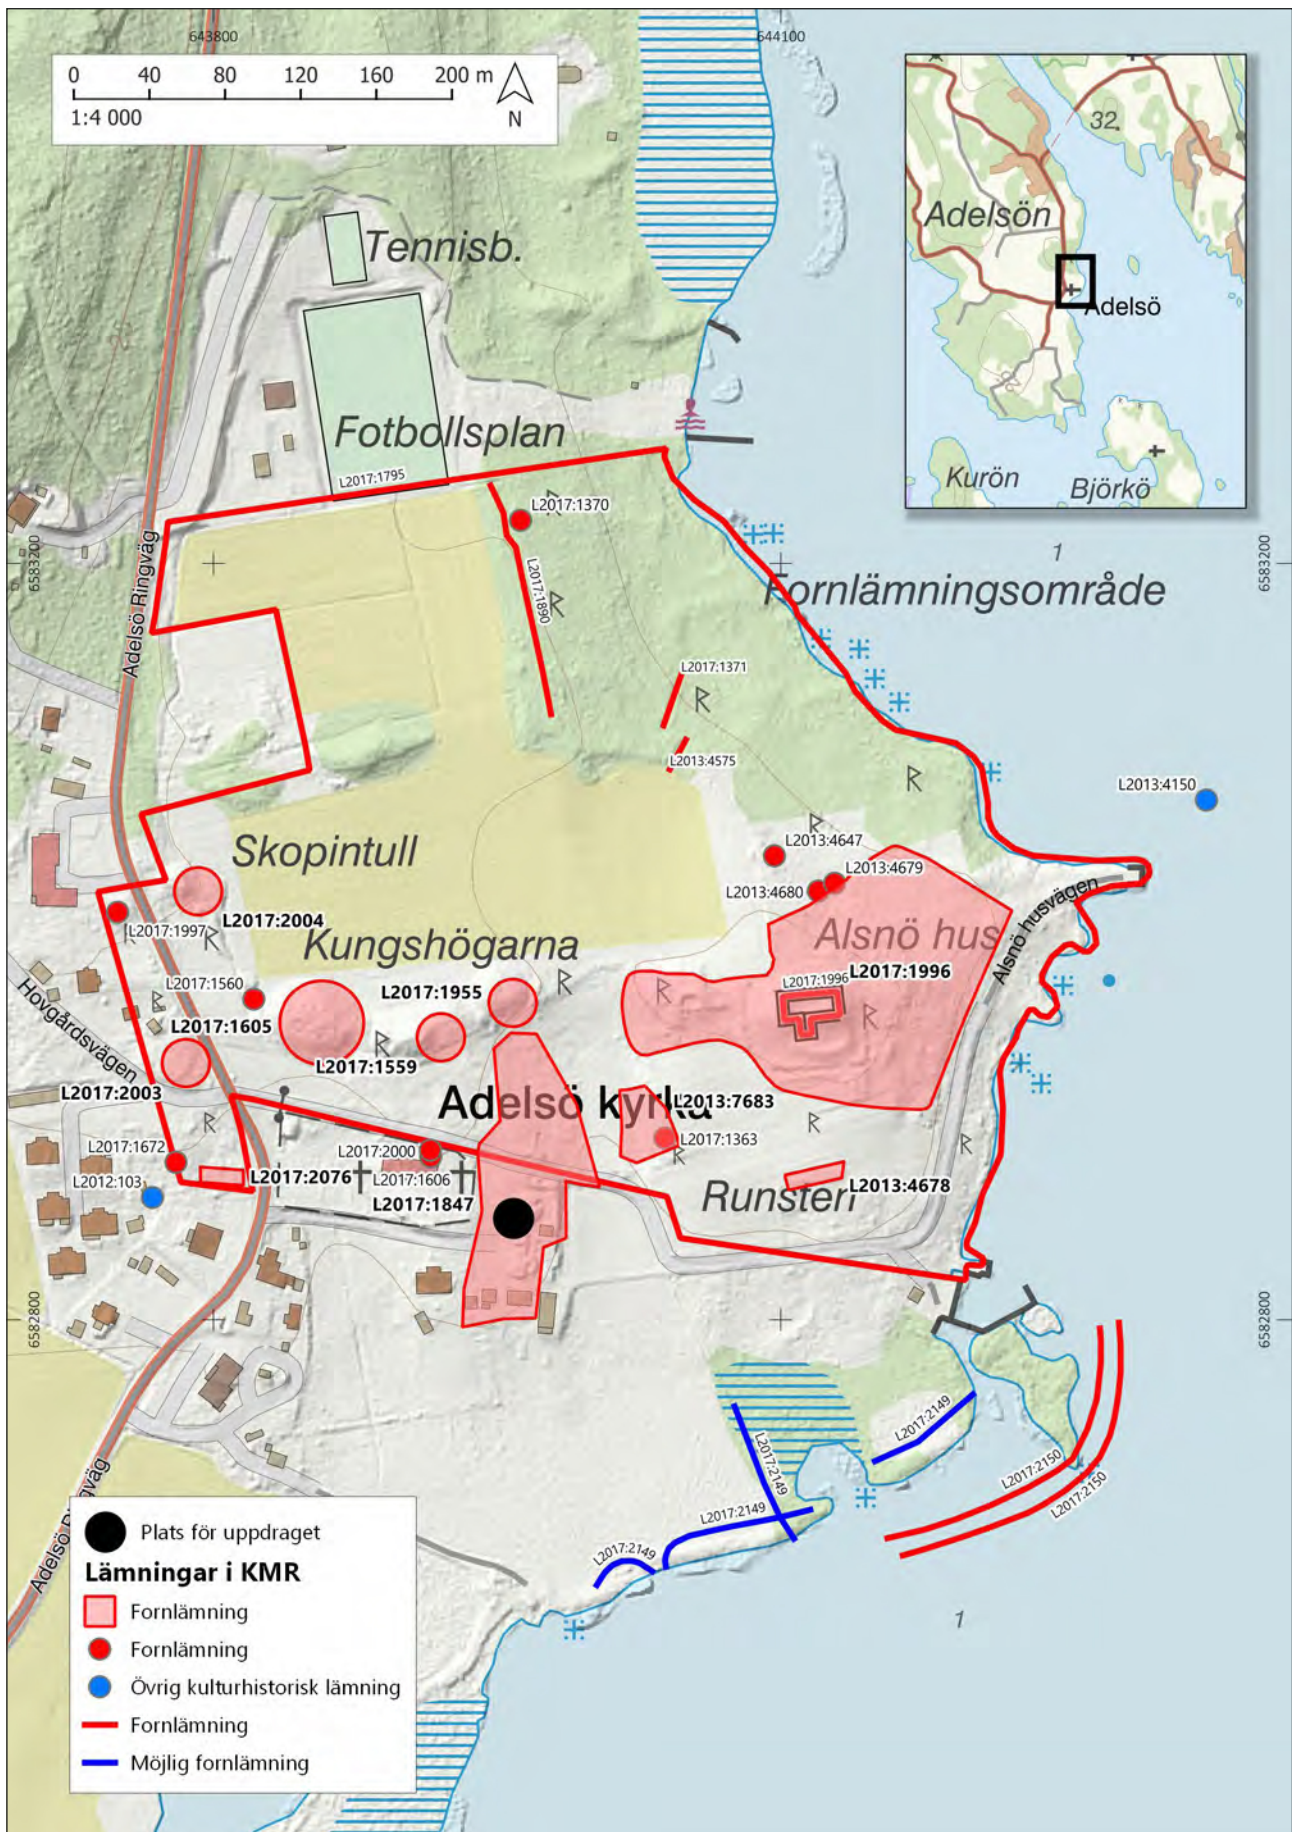 643800
644100
0 40 80 120 160 200 m
1:4 000
N
32
Adelsön
Adelsö
Kurön
Björkö
Tennisb.
Fotbollsplan
L2017:1795
L2017:1370
6583200
6583200
1
Adelsö Ringväg
L2017:1890
Fornlämningsområde
L2017:1371
L2013:4575
L2013:4150
Skopintull
L2013:4647
L2013:4679
L2013:4680
L2017:2004
L2017:1997
Kungshögarna
Alsnö hus
Alsnö husvägen
L2017:1996
L2017:1996
L2017:1560
L2017:1955
Hovgårdsvägen
L2017:1605
L2017:1559
L2017:2003
Adelsö kyrka
L2013:7683
L2017:1363
L2017:1672
L2017:2000
L2017:2076
L2017:1606
L2012:103
L2017:1847
Runsten
L2013:4678
6582800
6582800
L2017:2149
L2017:2149
L2017:2150
L2017:2150
L2017:2149
L2017:2149
Adelsö Ringväg
1
Plats för uppdraget
Lämningar i KMR
Fornlämning
Fornlämning
Övrig kulturhistorisk lämning
Fornlämning
Möjlig fornlämning